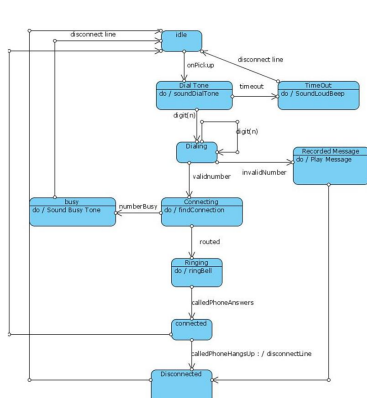 disconnect line
idle
onPickup
disconnect line
Dial Tone
do / soundDialTone
timeout
TimeOut
do / SoundLoudBeep
digit(n)
digit(n)
Dialing
Recorded Message
do / Play Message
validnumber
invalidNumber
busy
do / Sound Busy Tone
numberBusy
Connecting
do / findConnection
routed
Ringing
do / ringBell
calledPhoneAnswers
connected
calledPhoneHangsUp : / disconnectLine
Disconnected